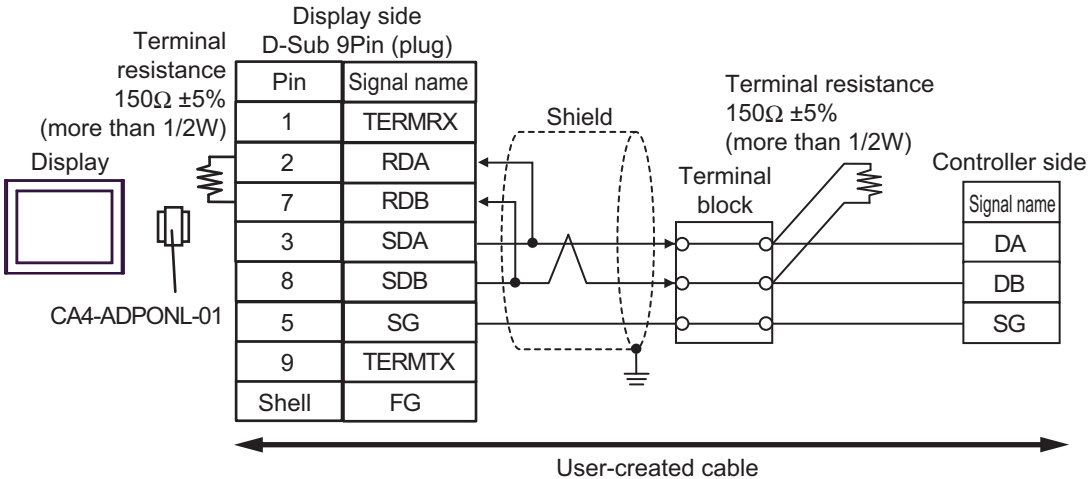 Display side
D-Sub 9Pin (plug)
Terminal
resistance
150Ω ±5%
(more than 1/2W)
Display
CA4-ADPONL-01
Pin Signal name
1 TERMRX
2 RDA
7 RDB
3 SDA
8 SDB
5 SG
9 TERMTX
Shell FG
Shield
Terminal resistance
150Ω ±5%
(more than 1/2W)
Terminal
block
Controller side
Signal name
DA
DB
SG
User-created cable